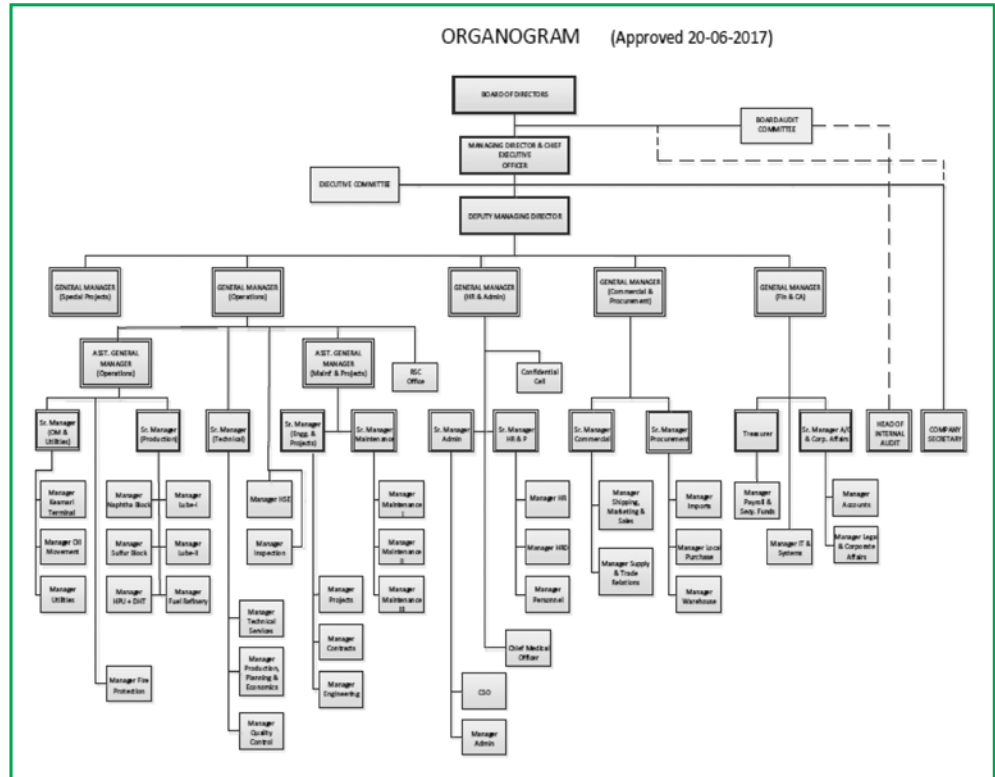 ORGANOGRAM (Approved 20-06-2017)
BOARD OF DIRECTORS
BOARD AUDIT
COMMITTEE
MANAGING DIRECTOR & CHIEF
EXECUTIVE
OFFICER
EXECUTIVE COMMITTEE
DEPUTY MANAGING DIRECTOR
GENERAL MANAGER
(Special Projects)
GENERAL MANAGER
(Operations)
GENERAL MANAGER
(HR & Admin)
GENERAL MANAGER
(Commercial &
Procurement)
GENERAL MANAGER
(Fin & CA)
ASST. GENERAL
MANAGER
(Operations)
ASST. GENERAL
MANAGER
(Maint' & Projects)
RSC
Office
Confidential
Cell
Sr. Manager
(OM &
Utilities)
Sr. Manager
(Production)
Sr. Manager
(Technical)
Sr. Manager
(Engg. &
Projects)
Sr. Manager
Maintenance
Sr. Manager
Admin
Sr. Manager
HR & P
Sr. Manager
Commercial
Sr. Manager
Procurement
Treasurer
Sr. Manager A/C
& Corp. Affairs
HEAD OF
INTERNAL
AUDIT
COMPANY
SECRETARY
Manager
Keamari
Terminal
Manager
Naphtha Block
Manager
Lube-I
Manager HSE
Manager
Maintenance
I
Manager HR
Manager
Shipping,
Marketing &
Sales
Manager
Imports
Manager
Payroll &
Seq. Funds
Manager
Accounts
Manager Oil
Movement
Manager
Sulfur Block
Manager
Lube-II
Manager
Inspection
Manager
Maintenance II
Manager HRD
Manager Supply
& Trade
Relations
Manager Local
Purchase
Manager IT &
Systems
Manager Legal
& Corporate
Affairs
Manager
Utilities
Manager
HPU + DHT
Manager
Fuel Refinery
Manager
Projects
Manager
Maintenance
III
Manager
Personnel
Manager
Warehouse
Manager
Technical
Services
Manager
Contracts
Chief Medical
Officer
Manager Fire
Protection
Manager
Production,
Planning &
Economics
Manager
Engineering
CSO
Manager
Quality
Control
Manager
Admin